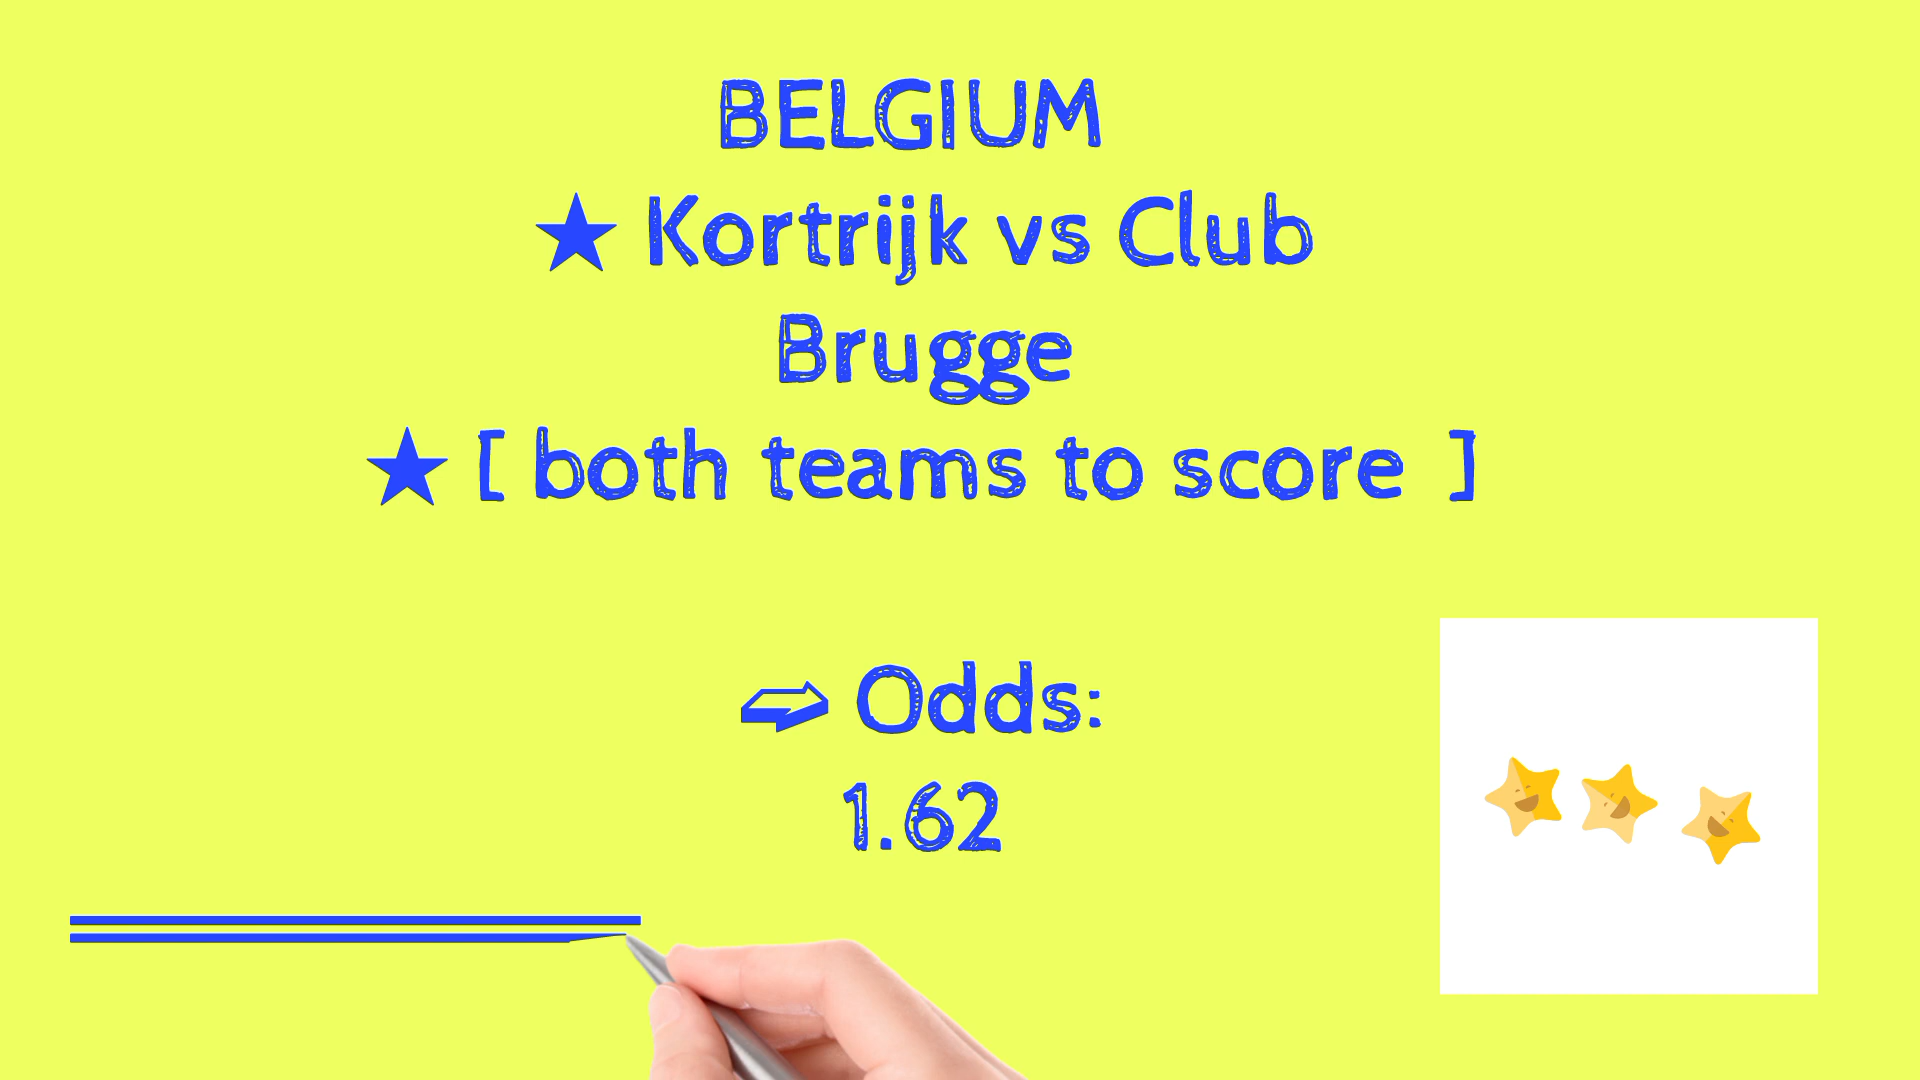 BELGIUM
★ Kortrijk vs Club
Brugge
★ [ both teams to score ]
➯ Odds:
1.62